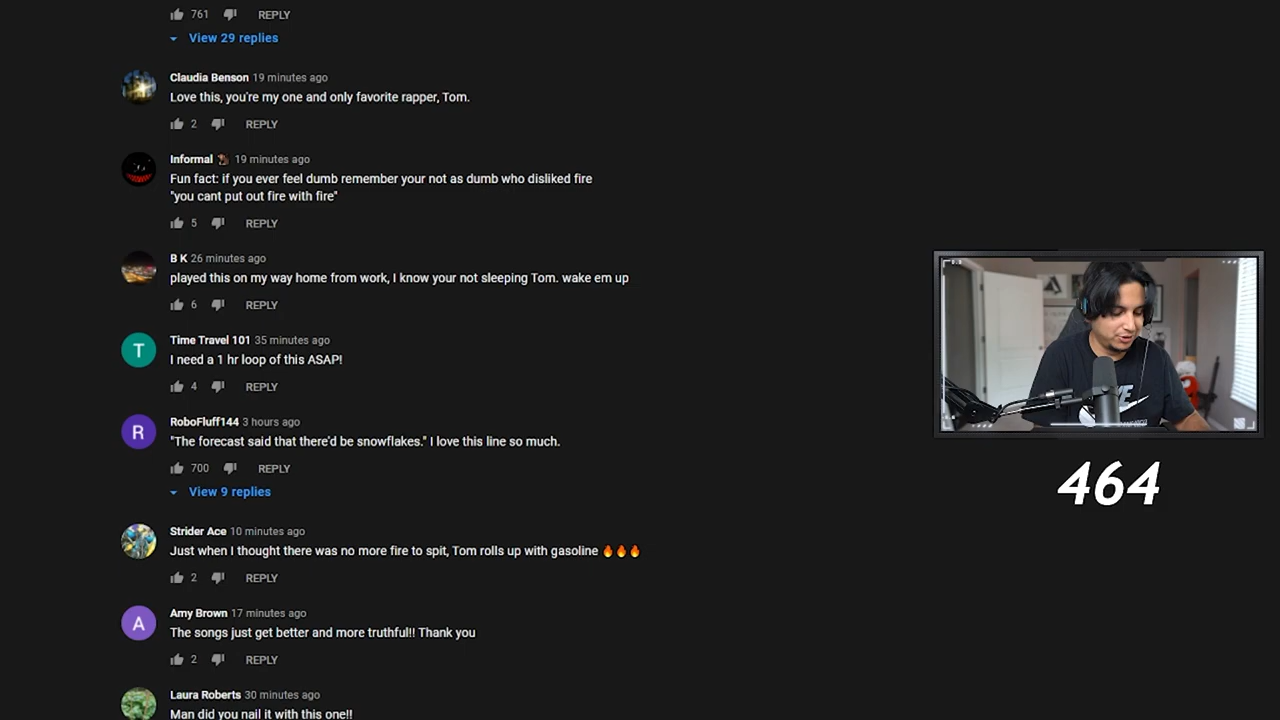 761 REPLY
View 29 replies
Claudia Benson 19 minutes ago
Love this, you're my one and only favorite rapper, Tom.
2 REPLY
Informal 19 minutes ago
Fun fact: if you ever feel dumb remember your not as dumb who disliked fire
"you cant put out fire with fire"
5 REPLY
B K 26 minutes ago
played this on my way home from work, I know your not sleeping Tom. wake em up
6 REPLY
T
Time Travel 101 35 minutes ago
I need a 1 hr loop of this ASAP!
4 REPLY
R
RoboFluff144 3 hours ago
"The forecast said that there'd be snowflakes." I love this line so much.
700 REPLY
View 9 replies
Strider Ace 10 minutes ago
Just when I thought there was no more fire to spit, Tom rolls up with gasoline 🔥🔥🔥
2 REPLY
A
Amy Brown 17 minutes ago
The songs just get better and more truthful!! Thank you
2 REPLY
Laura Roberts 30 minutes ago
Man did you nail it with this one!!
464